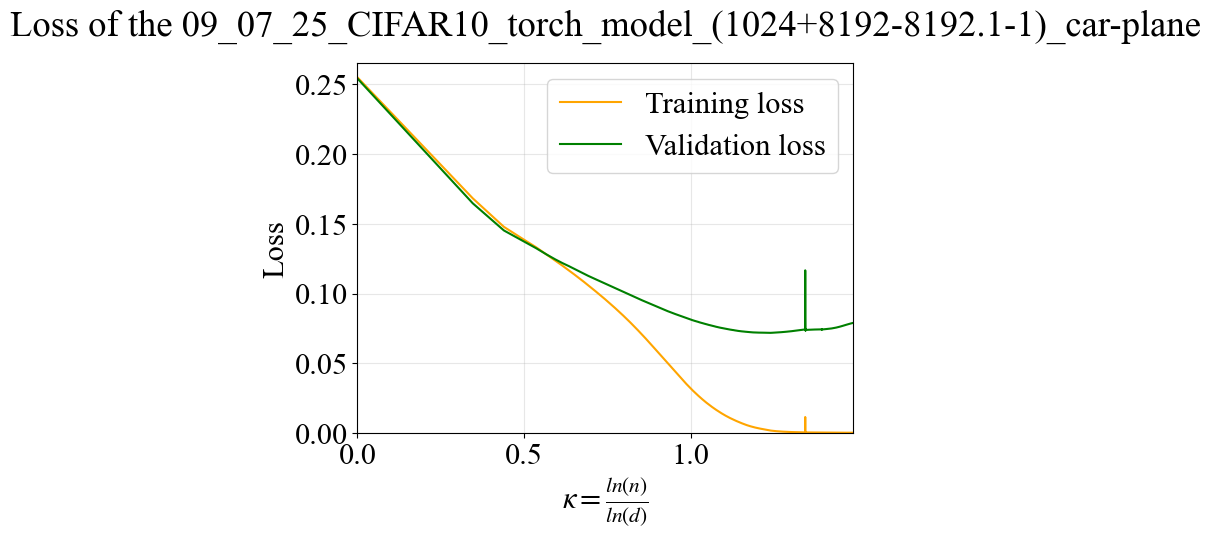 Loss of the 09_07_25_CIFAR10_torch_model_(1024+8192-8192.1-1)_car-plane
0.25
0.20
0.15
0.10
0.05
0.00
Loss
Training loss
Validation loss
0.0 0.5 1.0
κ = ln(n)/ln(d)